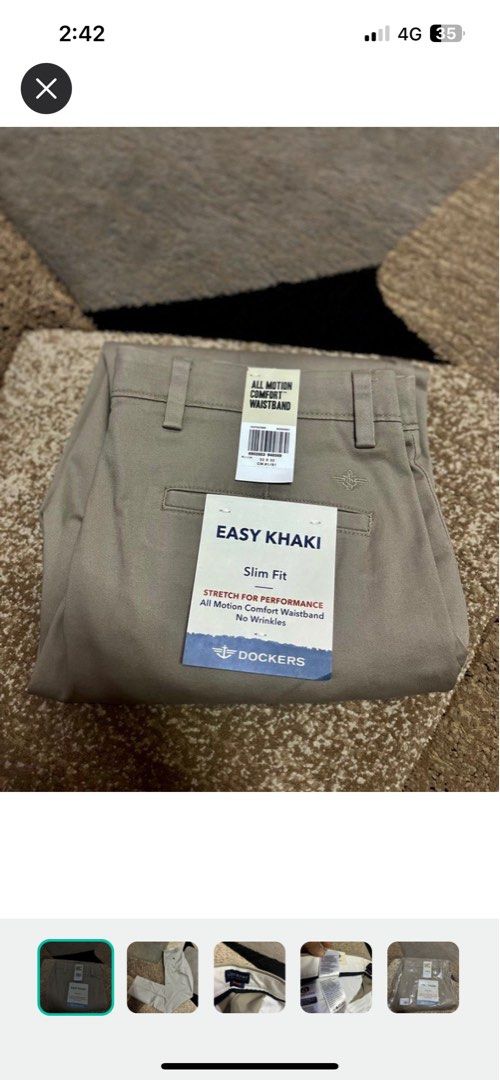 2:42
4G
35
ALL MOTION
COMFORT™
WAISTBAND
EASY KHAKI
Slim Fit
STRETCH FOR PERFORMANCE
All Motion Comfort Waistband
No Wrinkles
DOCKERS